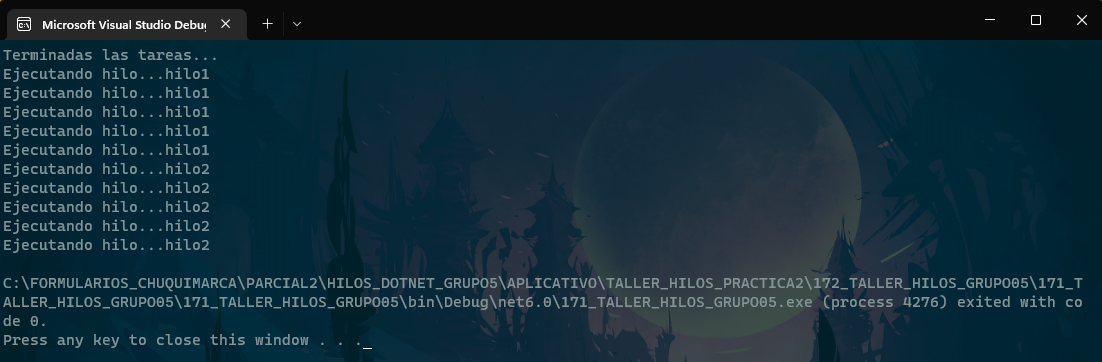 Microsoft Visual Studio Debu
Terminadas las tareas...
Ejecutando hilo...hilo1
Ejecutando hilo...hilo1
Ejecutando hilo...hilo1
Ejecutando hilo...hilo1
Ejecutando hilo...hilo1
Ejecutando hilo...hilo2
Ejecutando hilo...hilo2
Ejecutando hilo...hilo2
Ejecutando hilo...hilo2
Ejecutando hilo...hilo2
C:\FORMULARIOS_CHUQUIMARCA\PARCIAL2\HILOS_DOTNET_GRUPO5\APLICATIVO\TALLER_HILOS_PRACTICA2\172_TALLER_HILOS_GRUPO05\171_T
ALLER_HILOS_GRUPO05\171_TALLER_HILOS_GRUPO05\bin\Debug\net6.0\171_TALLER_HILOS_GRUPO05.exe (process 4276) exited with co
de 0.
Press any key to close this window . . ._